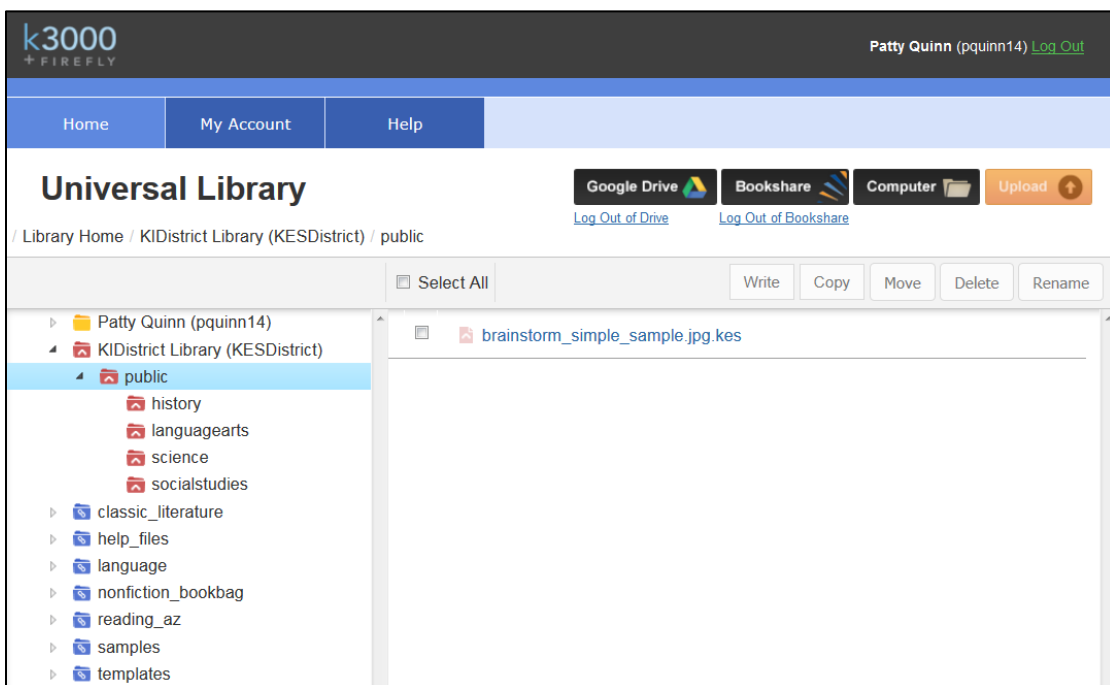 k3000
+ FIREFLY
Patty Quinn (pquinn14) Log Out
Home My Account Help
Universal Library
Google Drive Bookshare Computer Upload
Log Out of Drive Log Out of Bookshare
/ Library Home / KIDistrict Library (KESDistrict) / public
Select All Write Copy Move Delete Rename
Patty Quinn (pquinn14)
KIDistrict Library (KESDistrict)
public
history
languagearts
science
socialstudies
classic_literature
help_files
language
nonfiction_bookbag
reading_az
samples
templates
brainstorm_simple_sample.jpg.kes